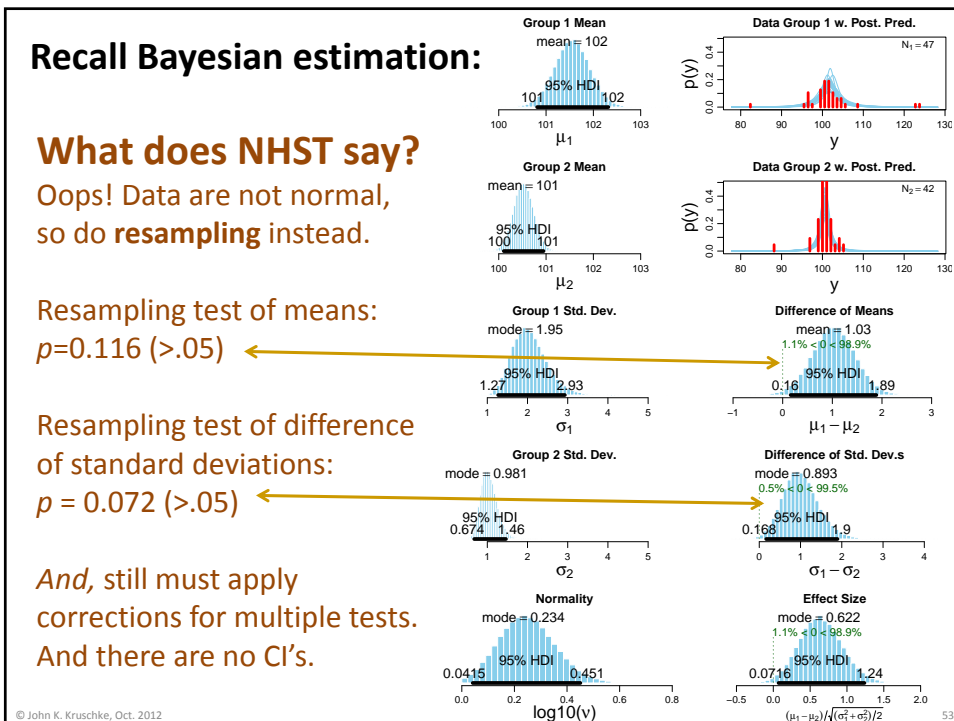 Recall Bayesian estimation:
What does NHST say?
Oops! Data are not normal,
so do resampling instead.
Resampling test of means:
p=0.116 (>.05)
Resampling test of difference
of standard deviations:
p = 0.072 (>.05)
And, still must apply
corrections for multiple tests.
And there are no CI's.
Group 1 Mean
mean = 102
95% HDI
101 102
100 101 102 103
μ1
Data Group 1 w. Post. Pred.
N1 = 47
p(y)
0.0 0.2 0.4
80 90 100 110 120 130
y
Group 2 Mean
mean = 101
95% HDI
100 101
100 101 102 103
μ2
Data Group 2 w. Post. Pred.
N2 = 42
p(y)
0.0 0.2 0.4
80 90 100 110 120 130
y
Group 1 Std. Dev.
mode = 1.95
95% HDI
1.27 2.93
1 2 3 4 5
σ1
Difference of Means
mean = 1.03
1.1% < 0 < 98.9%
95% HDI
0.16 1.89
−1 0 1 2 3
μ1 − μ2
Group 2 Std. Dev.
mode = 0.981
95% HDI
0.674 1.46
1 2 3 4 5
σ2
Difference of Std. Dev.s
mode = 0.893
0.5% < 0 < 99.5%
95% HDI
0.168 1.9
0 1 2 3 4
σ1 − σ2
Normality
mode = 0.234
95% HDI
0.0415 0.451
0.0 0.2 0.4 0.6 0.8
log10(ν)
Effect Size
mode = 0.622
1.1% < 0 < 98.9%
95% HDI
0.0716 1.24
−0.5 0.0 0.5 1.0 1.5 2.0
(μ1 − μ2)/√(σ1² + σ2²)/2
© John K. Kruschke, Oct. 2012
53